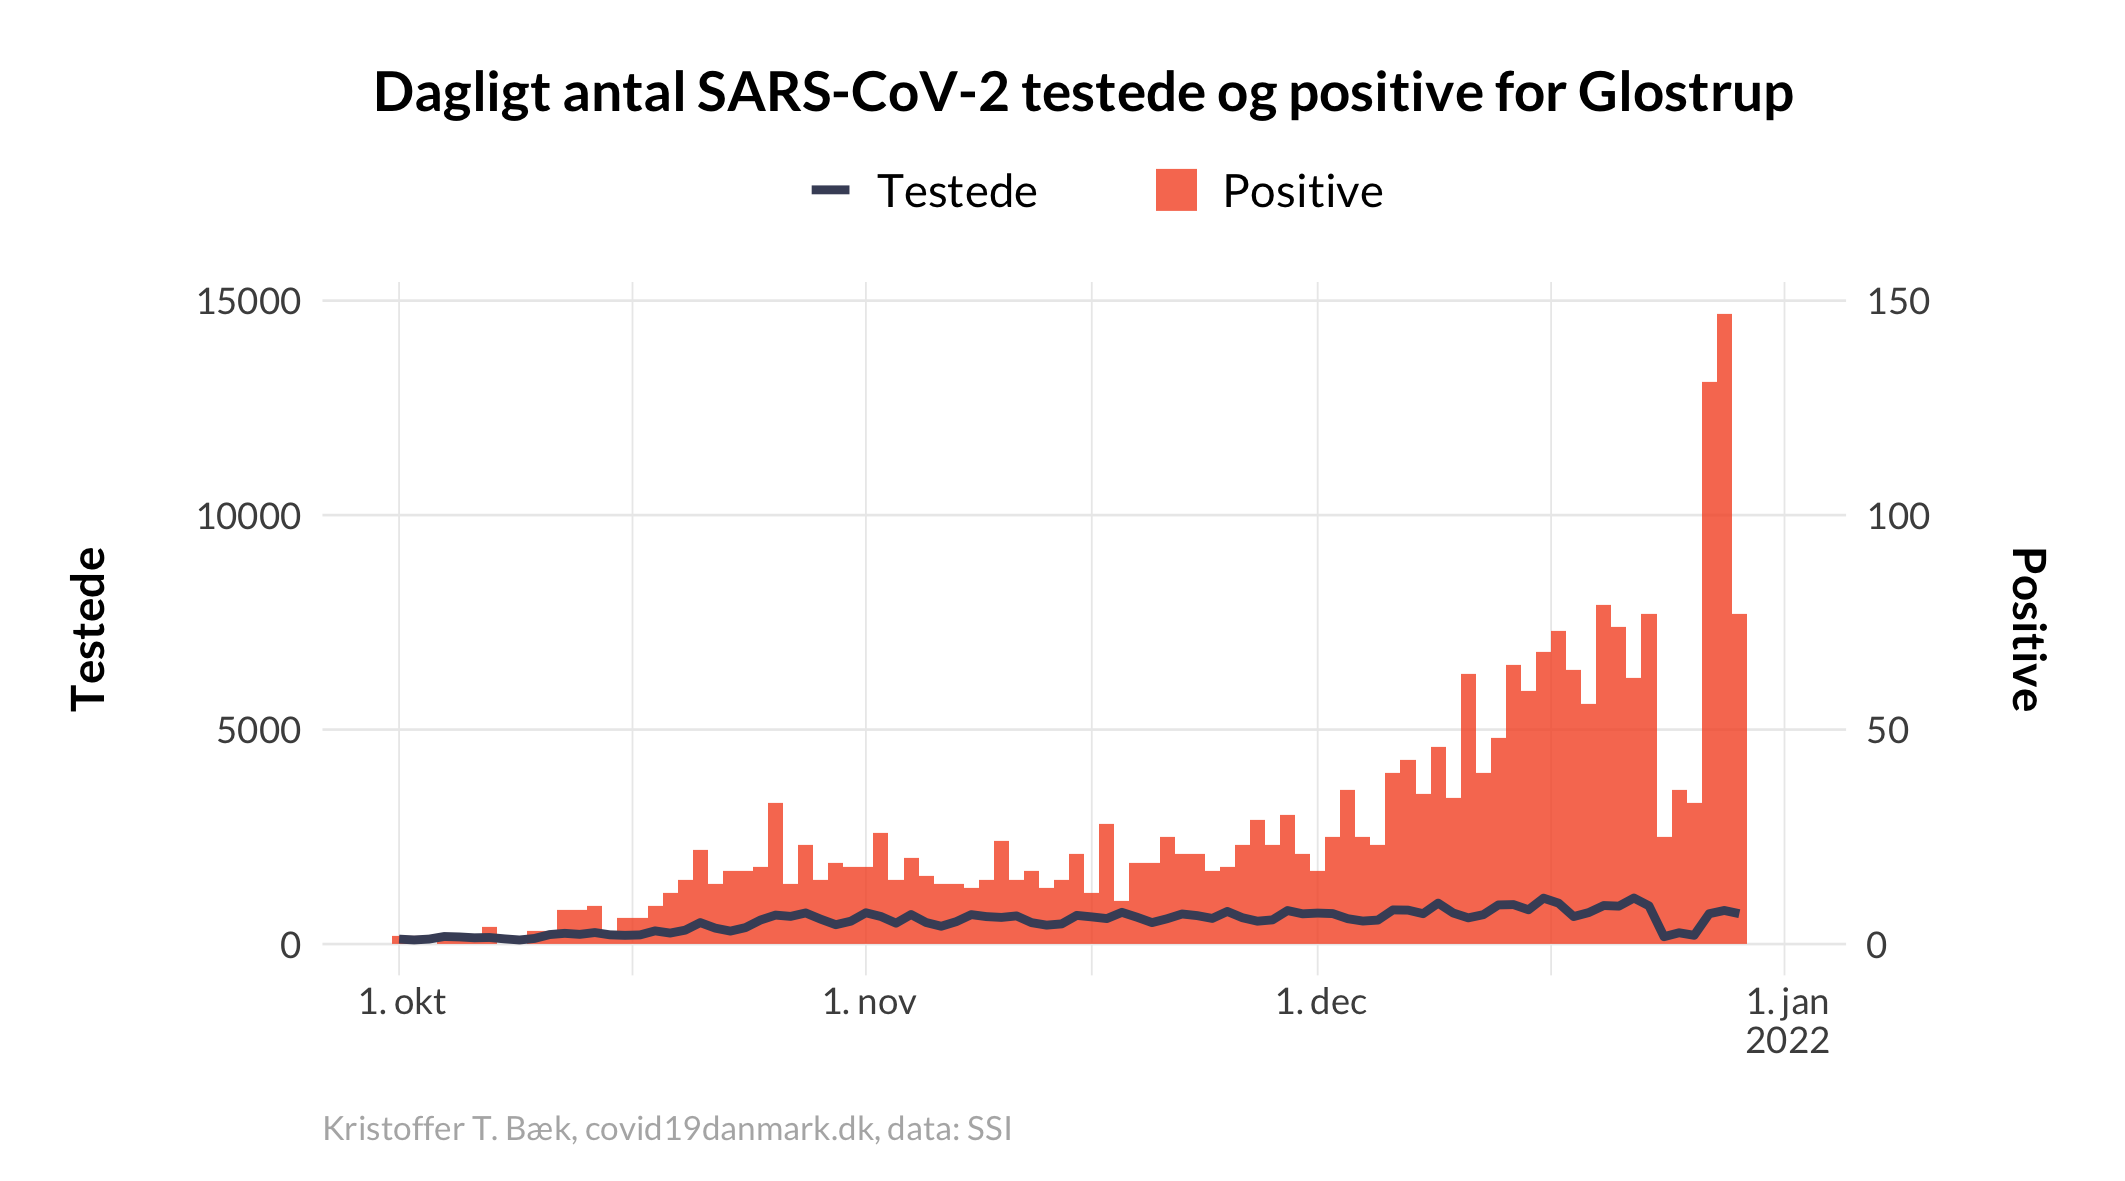 Dagligt antal SARS-CoV-2 testede og positive for Glostrup
Testede
Positive
15000
10000
5000
0
Testede
150
100
50
0
Positive
1. okt
1. nov
1. dec
1. jan
2022
Kristoffer T. Bæk, covid19danmark.dk, data: SSI